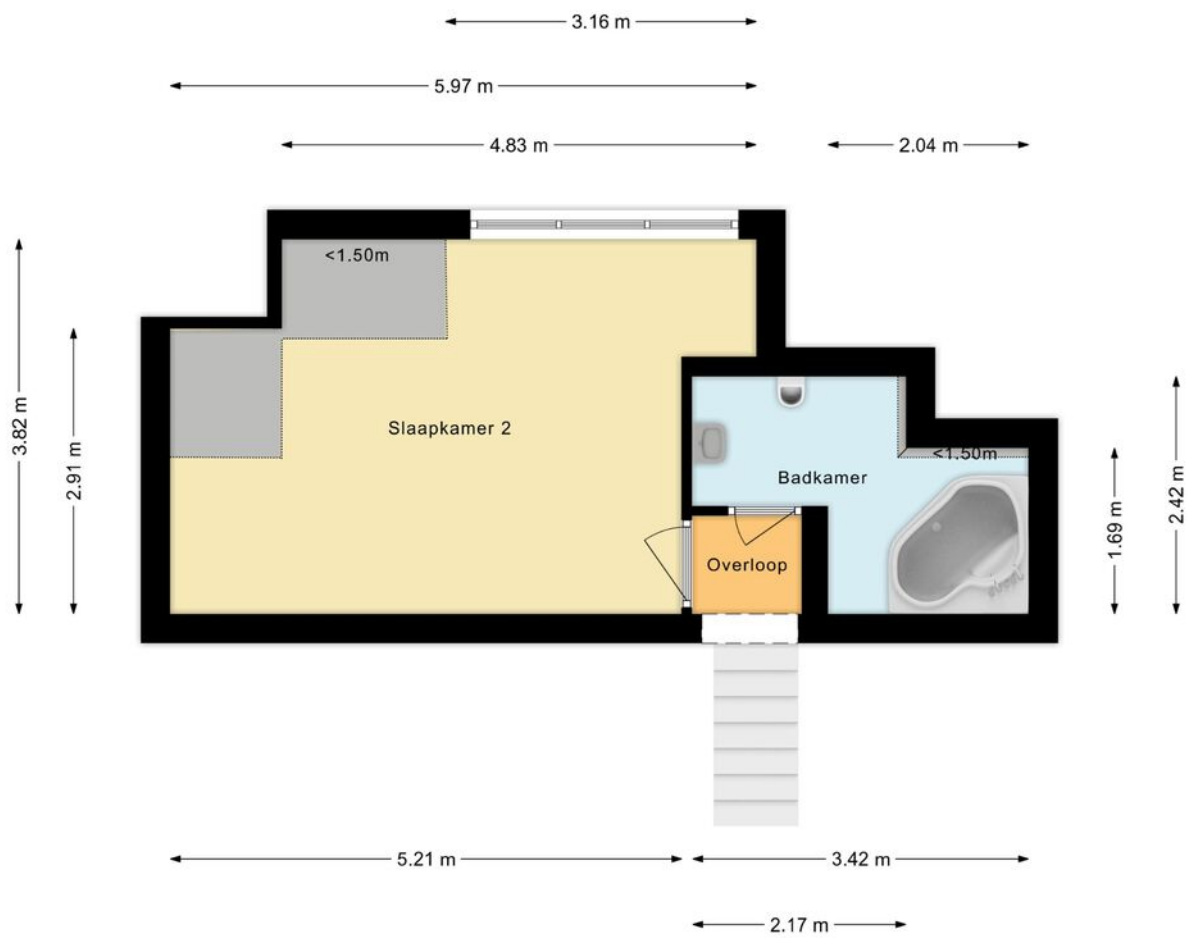 3.16 m
5.97 m
4.83 m
2.04 m
<1.50m
3.82 m
2.91 m
Slaapkamer 2
<1.50m
Badkamer
1.69 m
2.42 m
Overloop
5.21 m
3.42 m
2.17 m